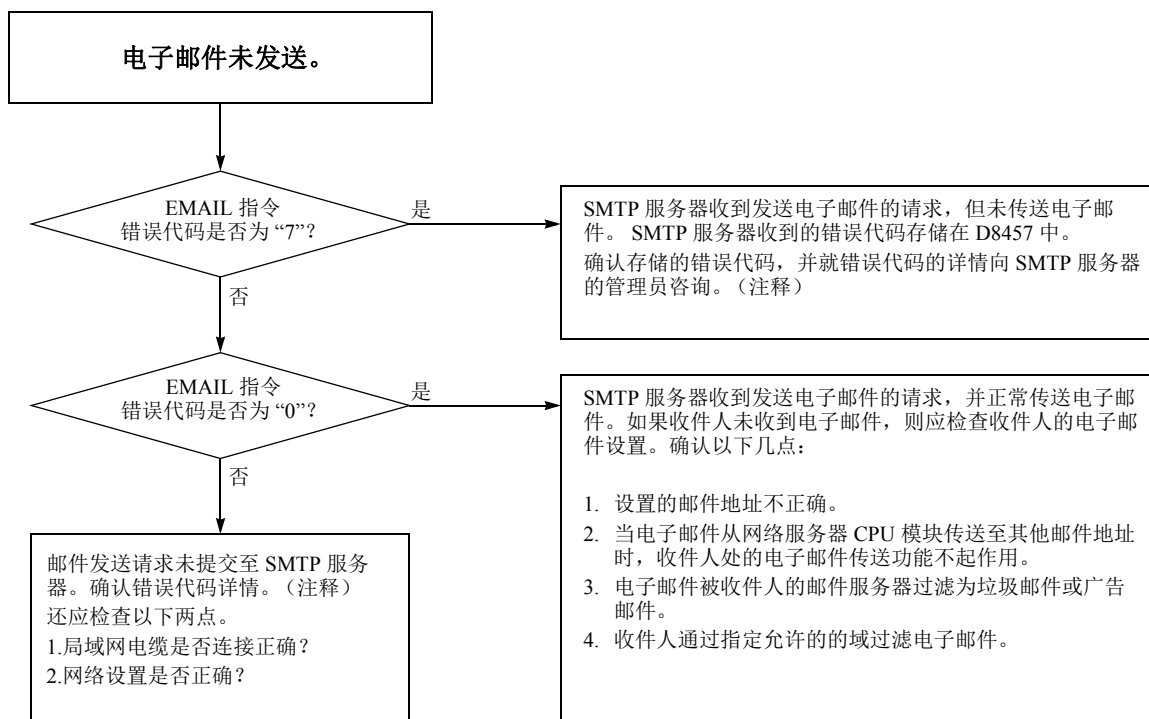 电子邮件未发送。
EMAIL 指令
错误代码是否为 “7”？
是
SMTP 服务器收到发送电子邮件的请求，但未传送电子邮
件。 SMTP 服务器收到的错误代码存储在 D8457 中。
确认存储的错误代码，并就错误代码的详情向 SMTP 服务器
的管理员咨询。（注释）
否
EMAIL 指令
错误代码是否为 “0”？
是
SMTP 服务器收到发送电子邮件的请求，并正常传送电子邮
件。如果收件人未收到电子邮件，则应检查收件人的电子邮
件设置。确认以下几点：
1. 设置的邮件地址不正确。
2. 当电子邮件从网络服务器 CPU 模块传送至其他邮件地址
时，收件人处的电子邮件传送功能不起作用。
3. 电子邮件被收件人的邮件服务器过滤为垃圾邮件或广告
邮件。
4. 收件人通过指定允许的的域过滤电子邮件。
否
邮件发送请求未提交至 SMTP 服务
器。确认错误代码详情。（注释）
还应检查以下两点。
1.局域网电缆是否连接正确？
2.网络设置是否正确？